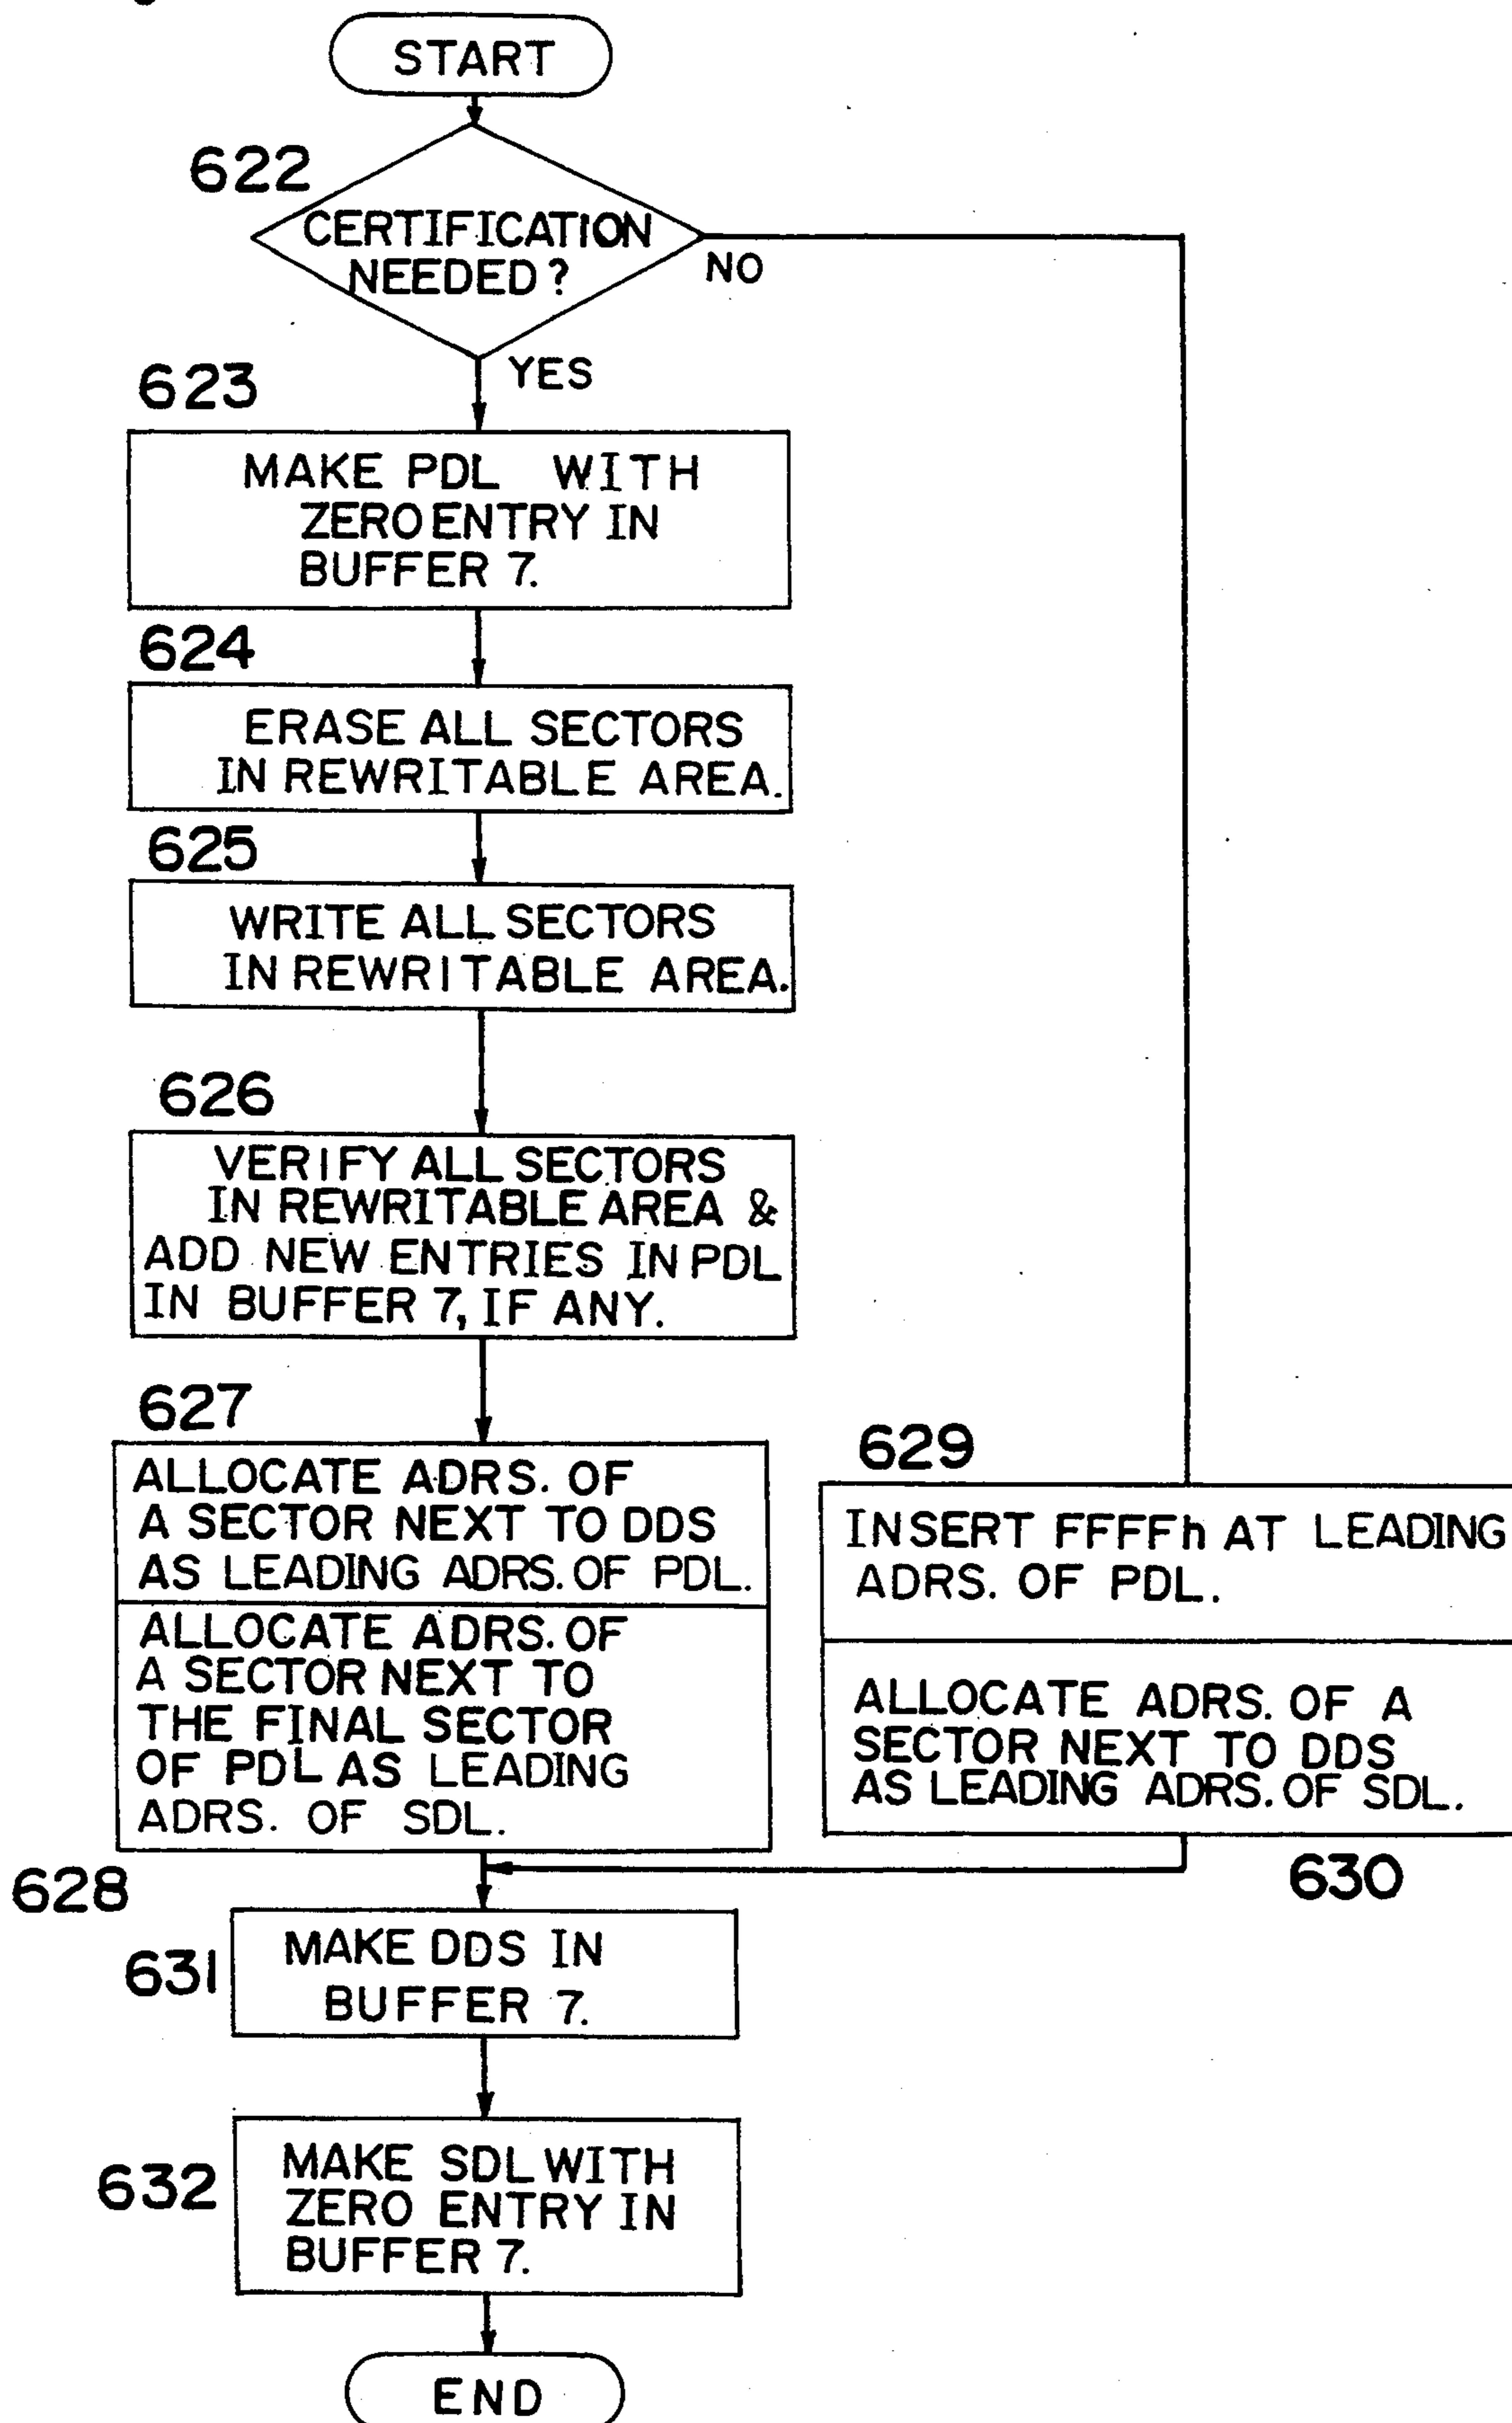 START
622
CERTIFICATION
NEEDED?
NO
YES
623
MAKE PDL WITH
ZERO ENTRY IN
BUFFER 7.
624
ERASE ALL SECTORS
IN REWRITABLE AREA.
625
WRITE ALL SECTORS
IN REWRITABLE AREA.
626
VERIFY ALL SECTORS
IN REWRITABLE AREA &
ADD NEW ENTRIES IN PDL
IN BUFFER 7, IF ANY.
627
ALLOCATE ADRS. OF
A SECTOR NEXT TO DDS
AS LEADING ADRS. OF PDL.
ALLOCATE ADRS. OF
A SECTOR NEXT TO
THE FINAL SECTOR
OF PDL AS LEADING
ADRS. OF SDL.
628
629
INSERT FFFFh AT LEADING
ADRS. OF PDL.
ALLOCATE ADRS. OF A
SECTOR NEXT TO DDS
AS LEADING ADRS. OF SDL.
630
631
MAKE DDS IN
BUFFER 7.
632
MAKE SDL WITH
ZERO ENTRY IN
BUFFER 7.
END